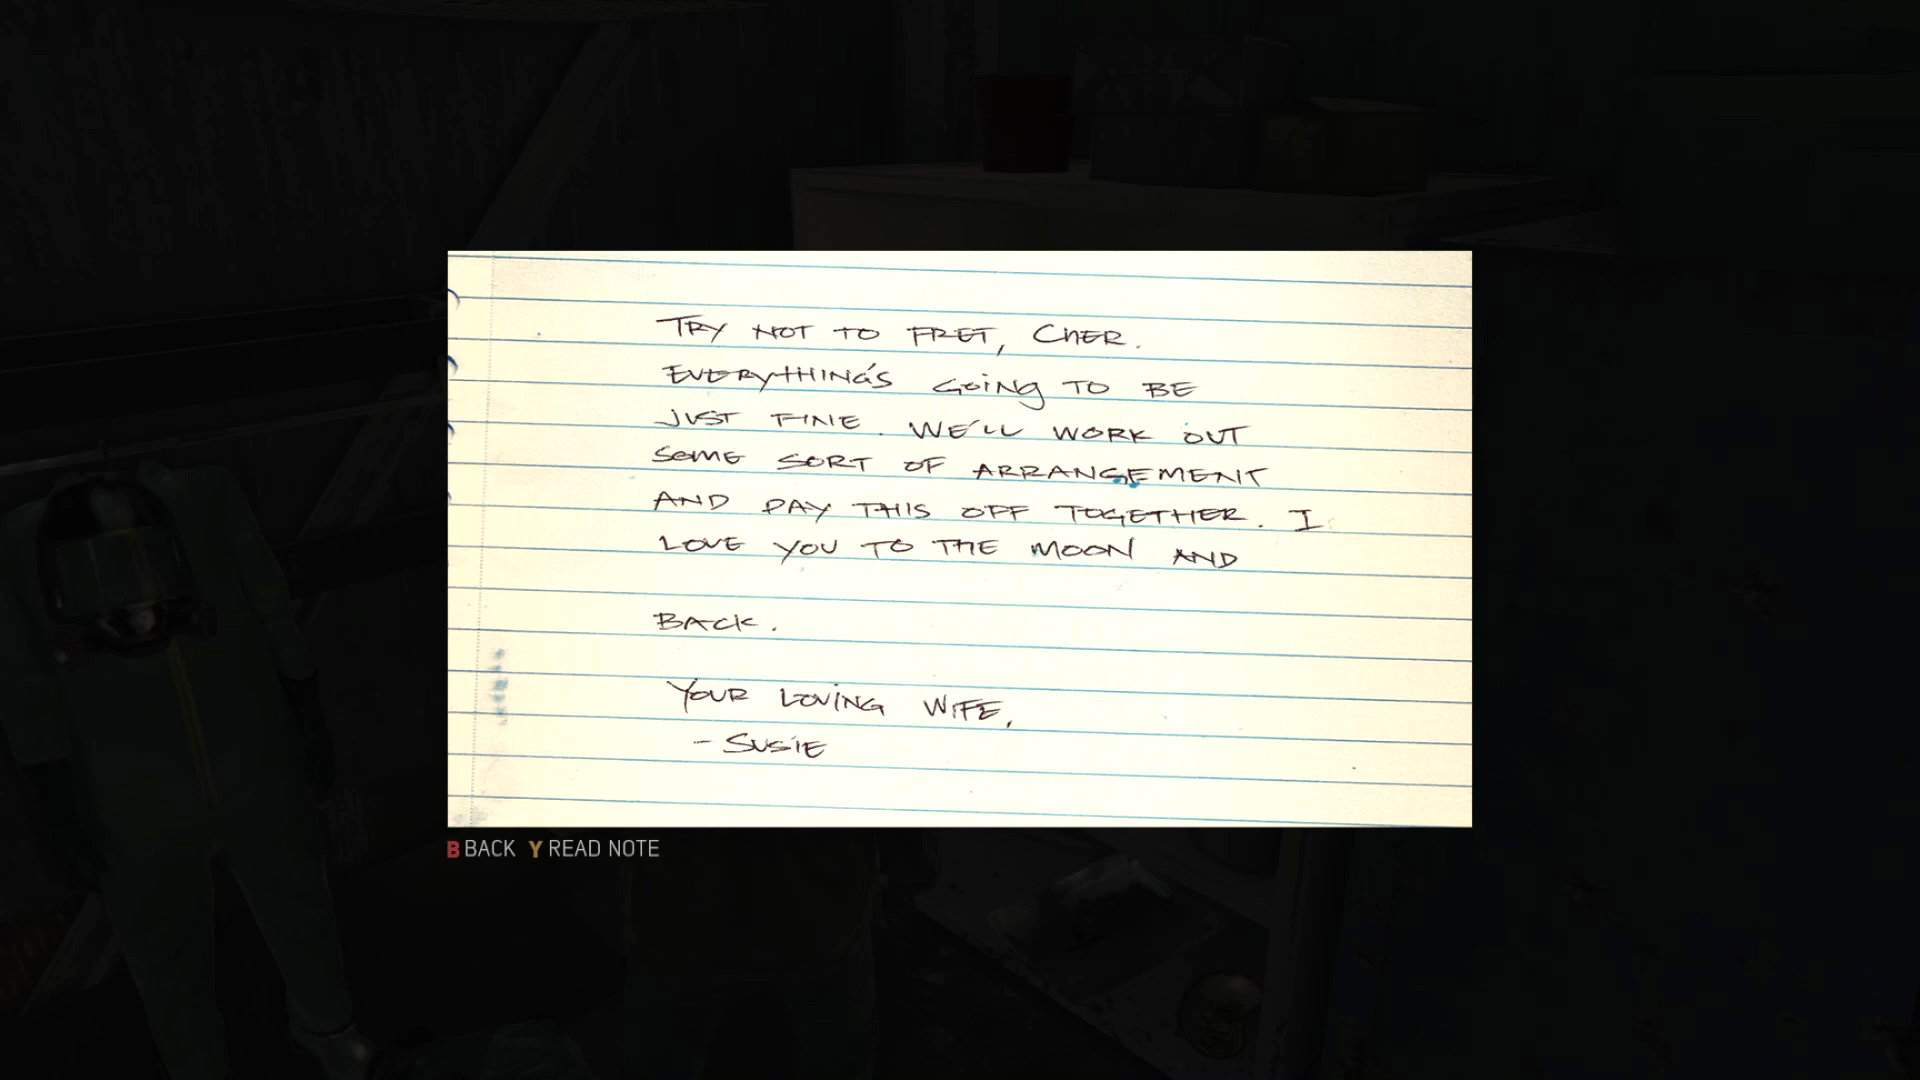 TRY NOT TO FRET, CHER.
EVERYTHING'S GOING TO BE
JUST FINE. WE'LL WORK OUT
SOME SORT OF ARRANGEMENT
AND PAY THIS OFF TOGETHER. I
LOVE YOU TO THE MOON AND
BACK.
YOUR LOVING WIFE,
- SUSIE
B BACK Y READ NOTE